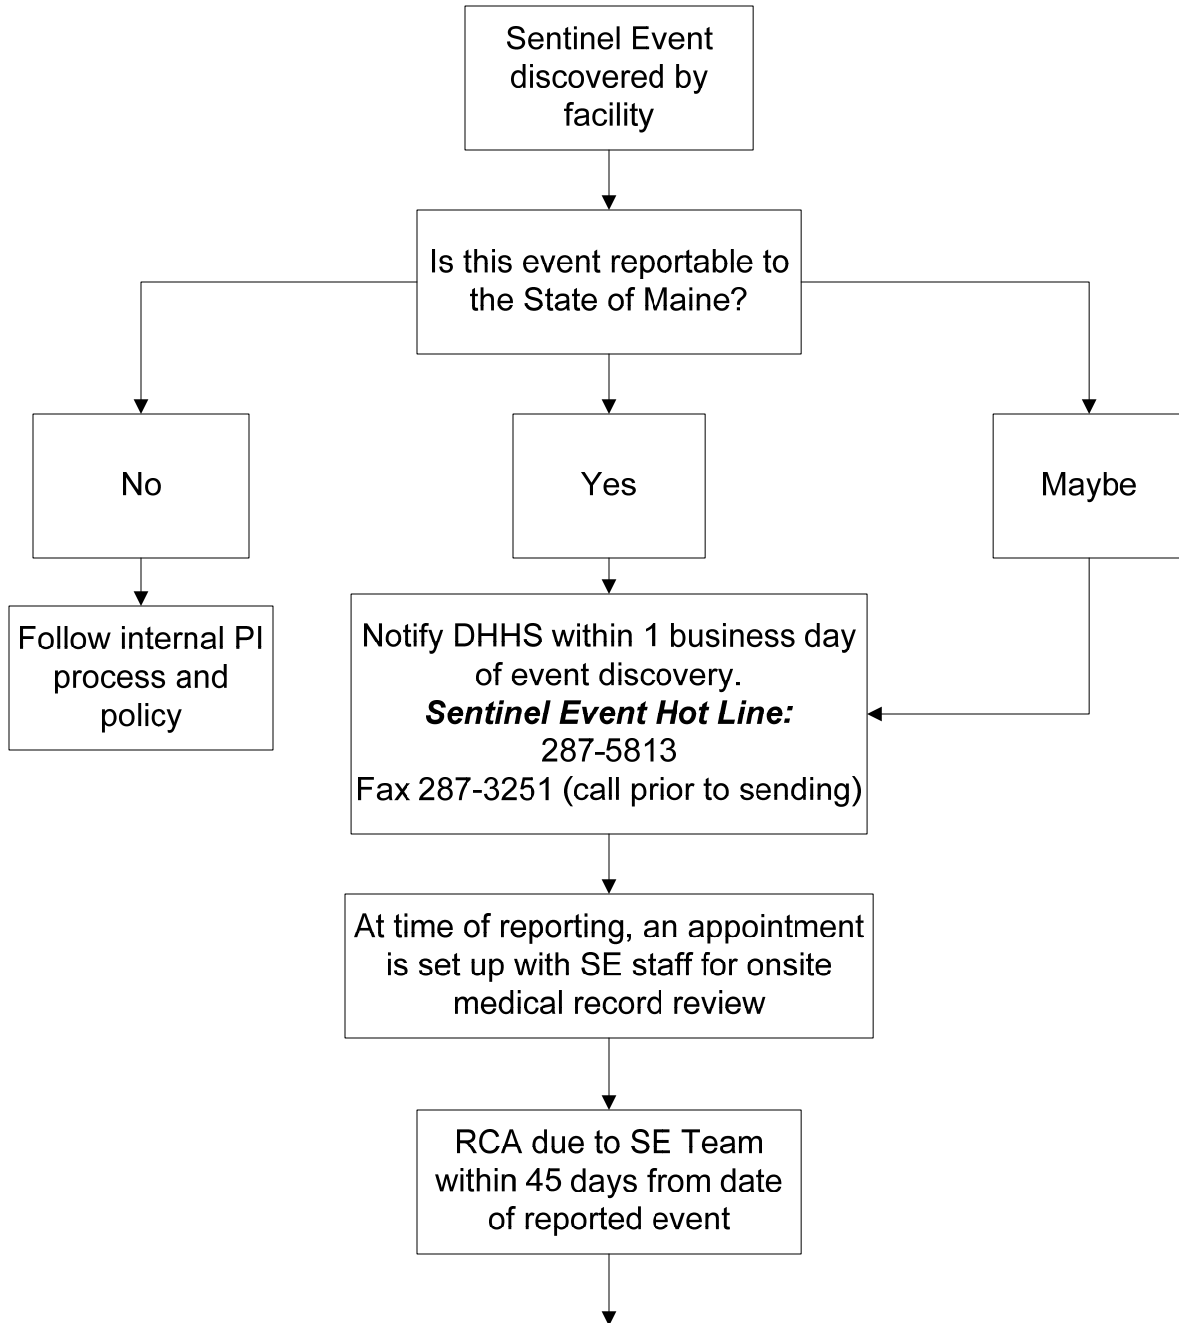 Sentinel Event
discovered by
facility
Is this event reportable to
the State of Maine?
No
Yes
Maybe
Follow internal PI
process and
policy
Notify DHHS within 1 business day
of event discovery.
Sentinel Event Hot Line:
287-5813
Fax 287-3251 (call prior to sending)
At time of reporting, an appointment
is set up with SE staff for onsite
medical record review
RCA due to SE Team
within 45 days from date
of reported event